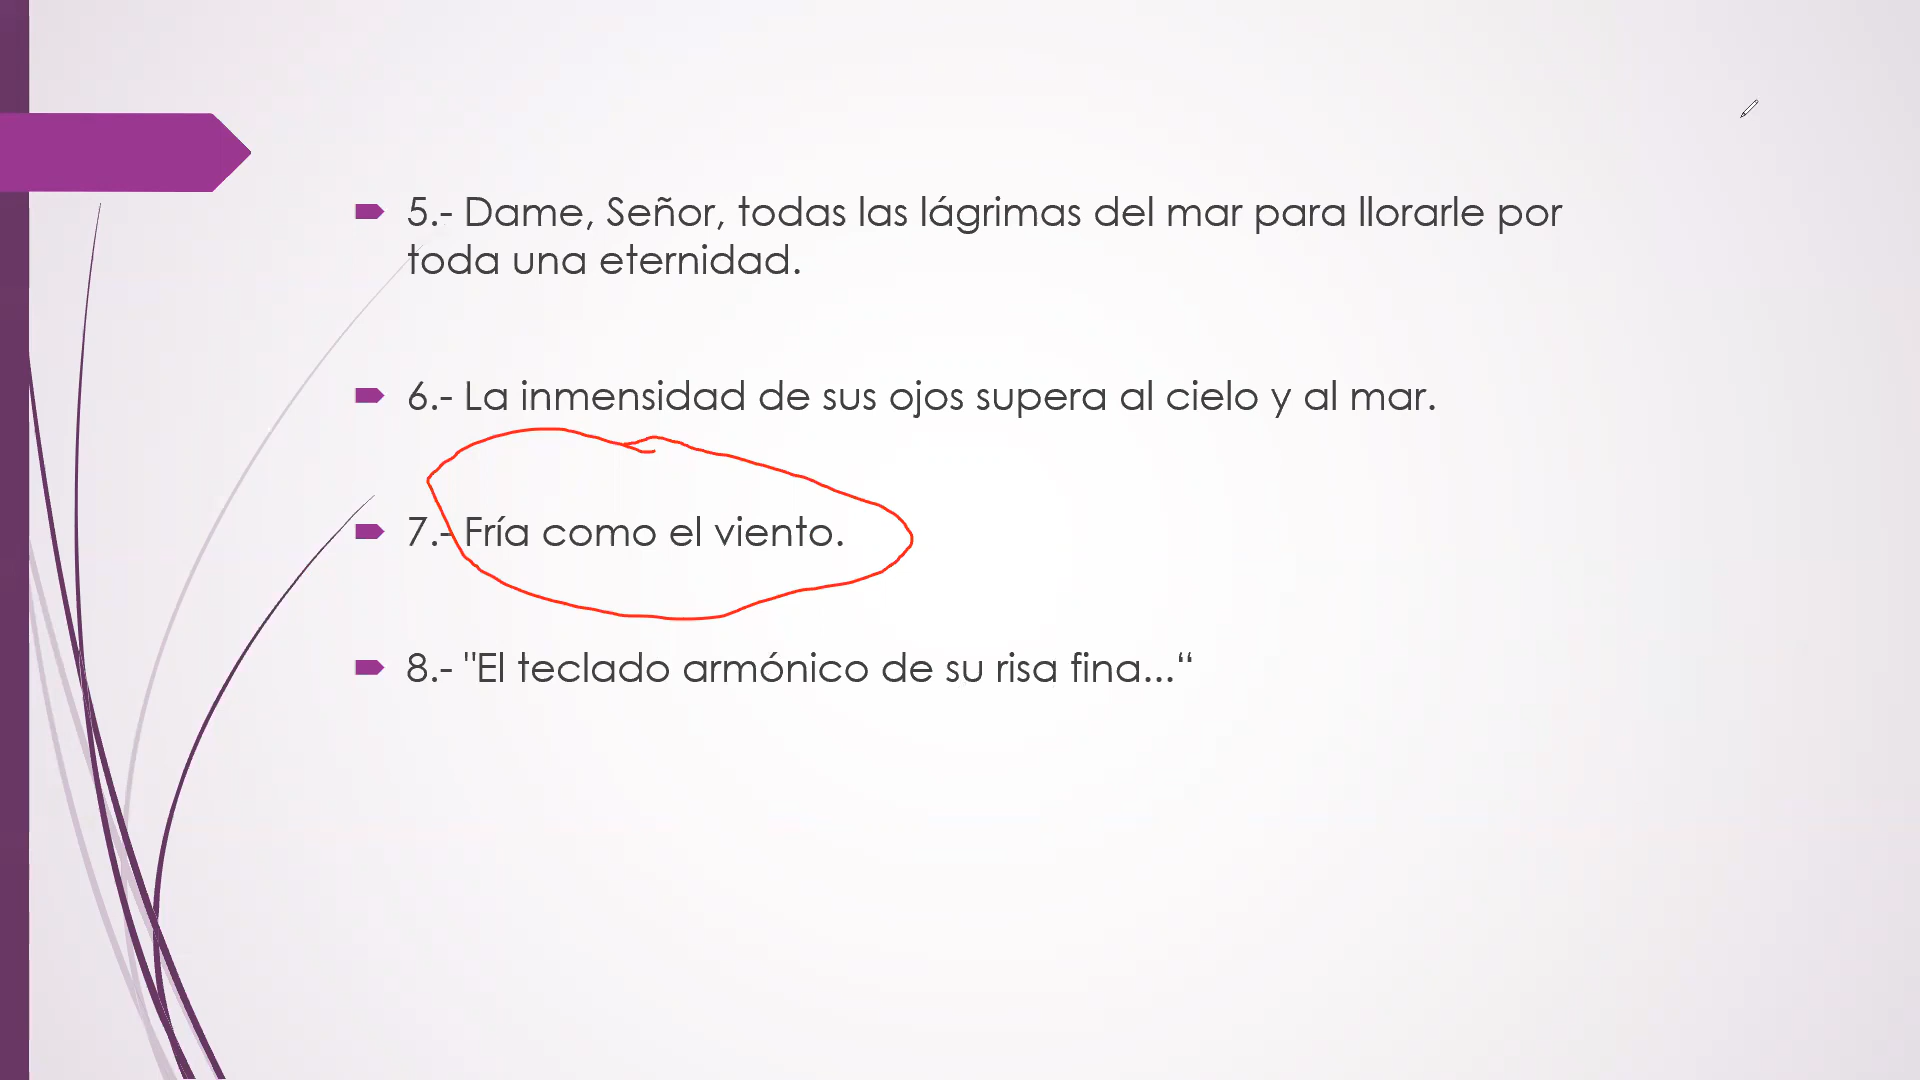 5.- Dame, Señor, todas las lágrimas del mar para llorarle por
toda una eternidad.
6.- La inmensidad de sus ojos supera al cielo y al mar.
7.- Fría como el viento.
8.- "El teclado armónico de su risa fina...“